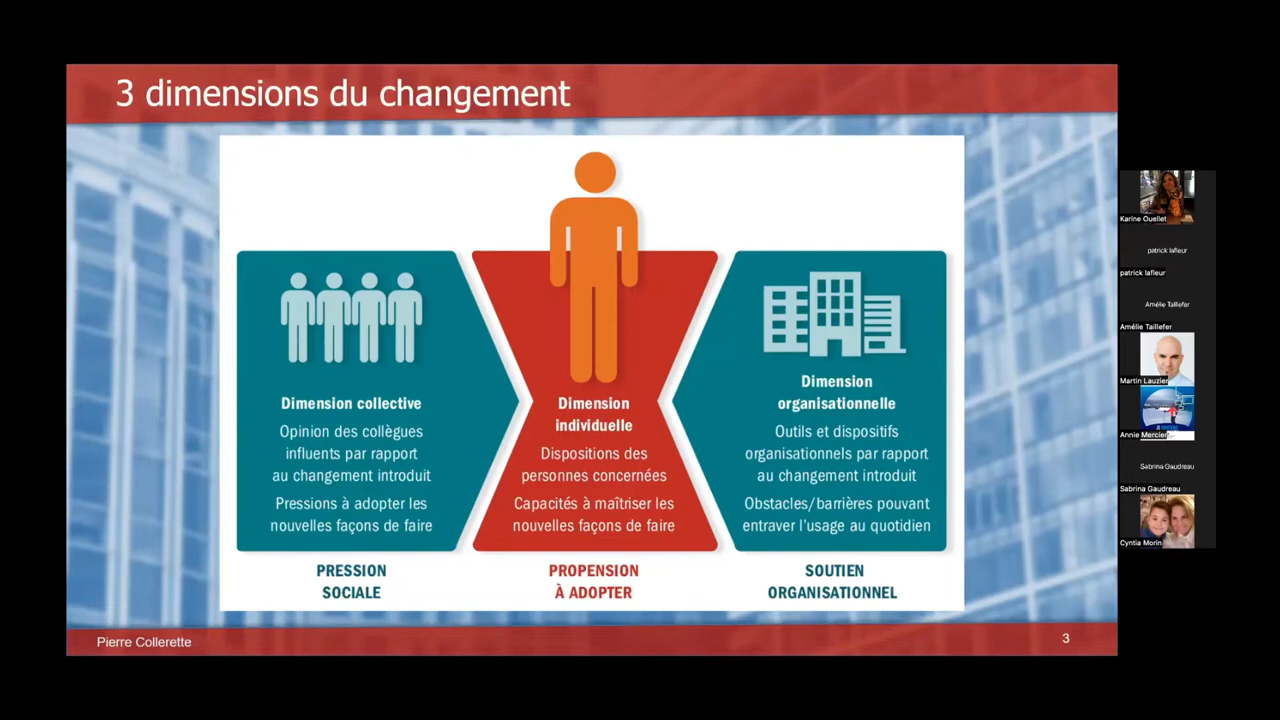 3 dimensions du changement
Dimension collective
Opinion des collègues
influents par rapport
au changement introduit
Pressions à adopter les
nouvelles façons de faire
PRESSION
SOCIALE
Dimension
individuelle
Dispositions des
personnes concernées
Capacités à maîtriser les
nouvelles façons de faire
PROPENSION
À ADOPTER
Dimension
organisationnelle
Outils et dispositifs
organisationnels par rapport
au changement introduit
Obstacles/barrières pouvant
entraver l'usage au quotidien
SOUTIEN
ORGANISATIONNEL
Pierre Collerette
3
Karine Ouellet
patrick lafleur
patrick lafleur
Amélie Taillefer
Amélie Taillefer
Martin Lauzier
Annie Mercier
Sabrina Gaudreau
Sabrina Gaudreau
Cyntia Morin